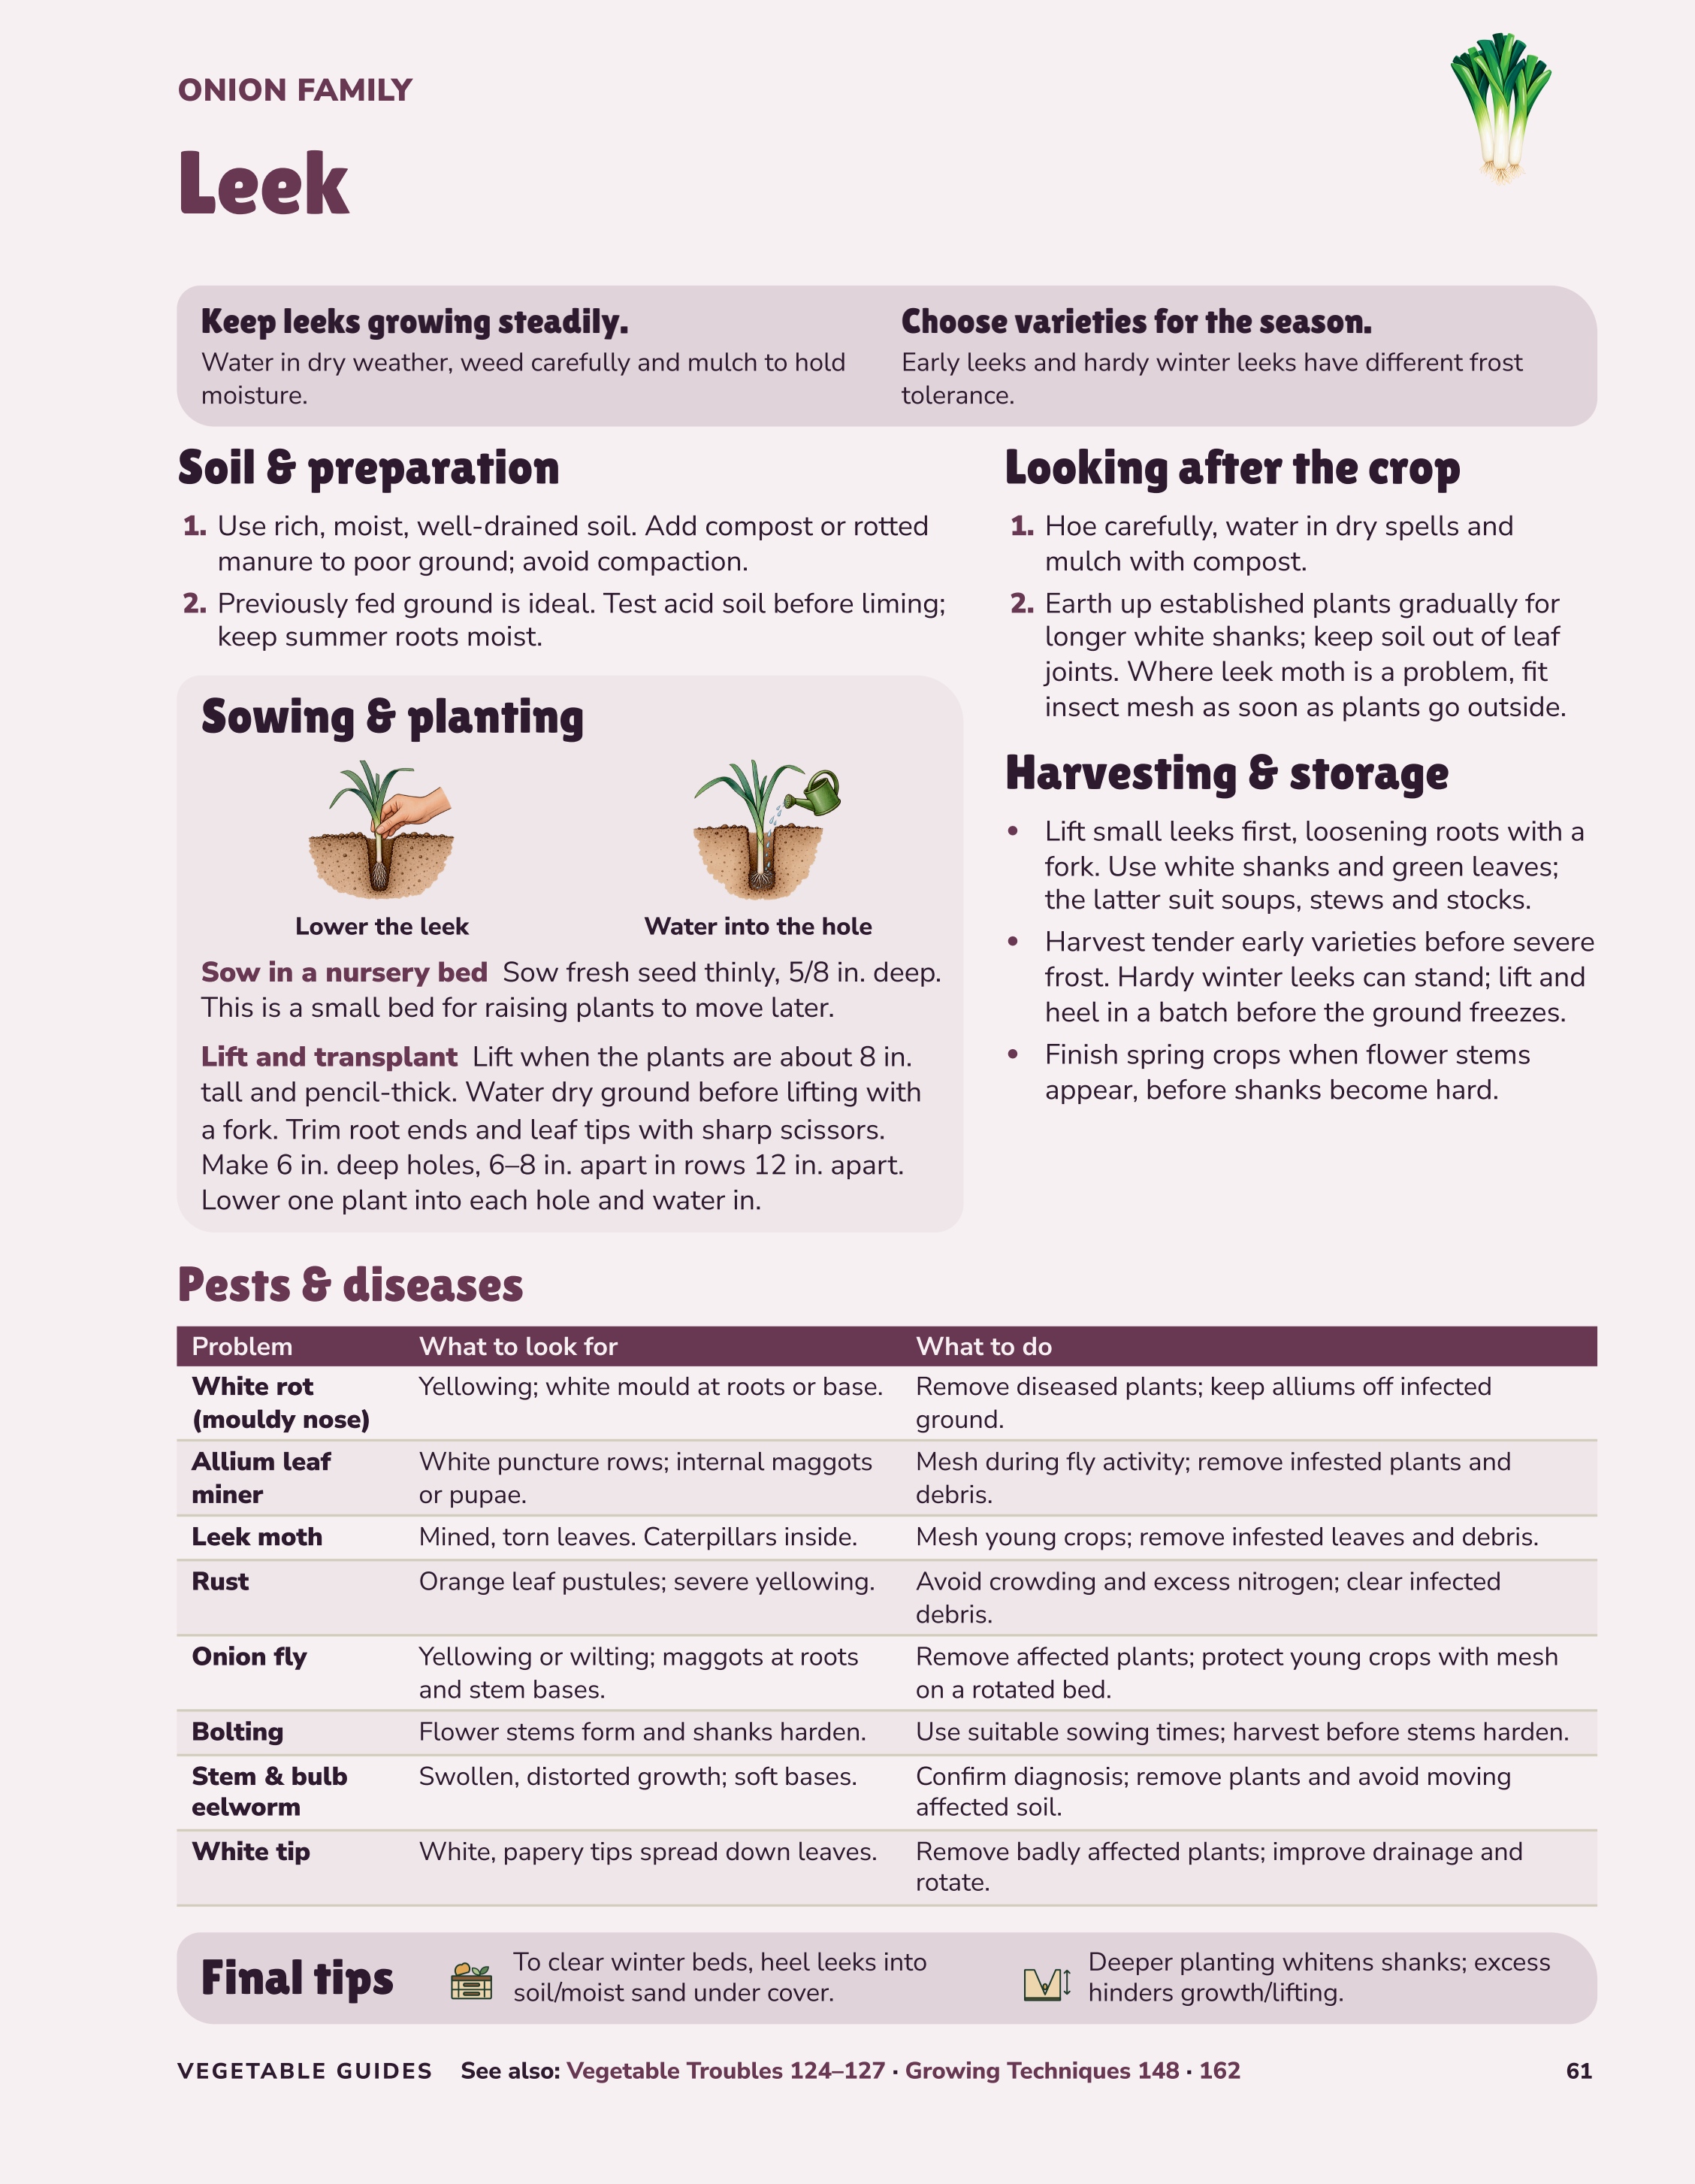 ONION FAMILY
Leek
Keep leeks growing steadily.
Water in dry weather, weed carefully and mulch to hold
moisture.
Choose varieties for the season.
Early leeks and hardy winter leeks have different frost
tolerance.
Soil & preparation
1. Use rich, moist, well-drained soil. Add compost or rotted
manure to poor ground; avoid compaction.
2. Previously fed ground is ideal. Test acid soil before liming;
keep summer roots moist.
Sowing & planting
Lower the leek
Water into the hole
Sow in a nursery bed Sow fresh seed thinly, 5/8 in. deep.
This is a small bed for raising plants to move later.
Lift and transplant Lift when the plants are about 8 in.
tall and pencil-thick. Water dry ground before lifting with
a fork. Trim root ends and leaf tips with sharp scissors.
Make 6 in. deep holes, 6–8 in. apart in rows 12 in. apart.
Lower one plant into each hole and water in.
Looking after the crop
1. Hoe carefully, water in dry spells and
mulch with compost.
2. Earth up established plants gradually for
longer white shanks; keep soil out of leaf
joints. Where leek moth is a problem, fit
insect mesh as soon as plants go outside.
Harvesting & storage
• Lift small leeks first, loosening roots with a
fork. Use white shanks and green leaves;
the latter suit soups, stews and stocks.
• Harvest tender early varieties before severe
frost. Hardy winter leeks can stand; lift and
heel in a batch before the ground freezes.
• Finish spring crops when flower stems
appear, before shanks become hard.
Pests & diseases
Problem What to look for What to do
White rot
(mouldy nose)
Yellowing; white mould at roots or base.
Remove diseased plants; keep alliums off infected
ground.
Allium leaf
miner
White puncture rows; internal maggots
or pupae.
Mesh during fly activity; remove infested plants and
debris.
Leek moth
Mined, torn leaves. Caterpillars inside.
Mesh young crops; remove infested leaves and debris.
Rust
Orange leaf pustules; severe yellowing.
Avoid crowding and excess nitrogen; clear infected
debris.
Onion fly
Yellowing or wilting; maggots at roots
and stem bases.
Remove affected plants; protect young crops with mesh
on a rotated bed.
Bolting
Flower stems form and shanks harden.
Use suitable sowing times; harvest before stems harden.
Stem & bulb
eelworm
Swollen, distorted growth; soft bases.
Confirm diagnosis; remove plants and avoid moving
affected soil.
White tip
White, papery tips spread down leaves.
Remove badly affected plants; improve drainage and
rotate.
Final tips
To clear winter beds, heel leeks into
soil/moist sand under cover.
Deeper planting whitens shanks; excess
hinders growth/lifting.
VEGETABLE GUIDES See also: Vegetable Troubles 124–127 · Growing Techniques 148 · 162 61